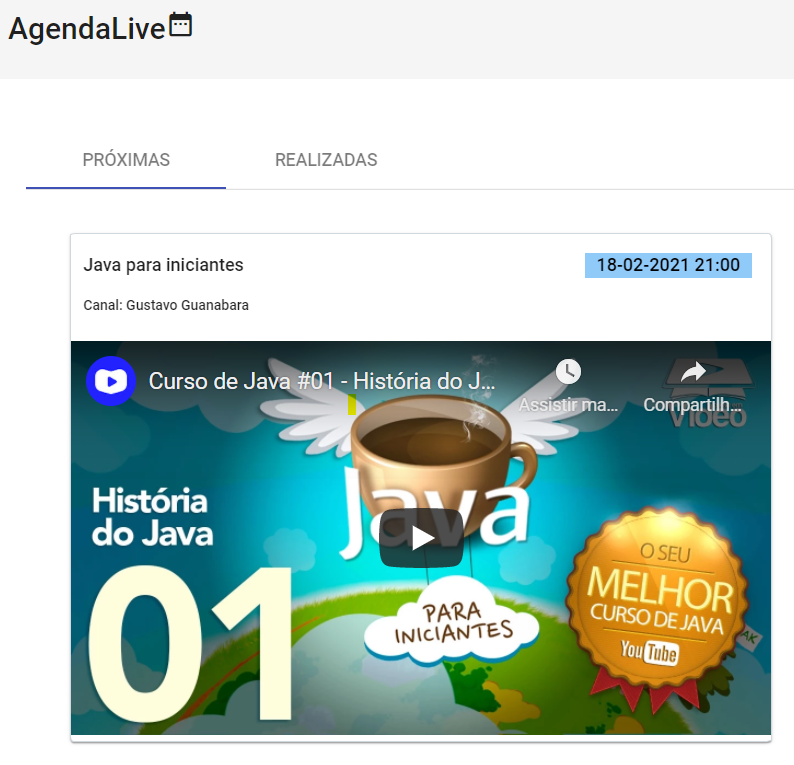 AgendaLive
PRÓXIMAS
REALIZADAS
Java para iniciantes
18-02-2021 21:00
Canal: Gustavo Guanabara
Curso de Java #01 - História do J...
Assistir ma...
Compartilh...
vídeo
História
do Java
01
Java
PARA
INICIANTES
O SEU
MELHOR
CURSO DE JAVA
YouTube